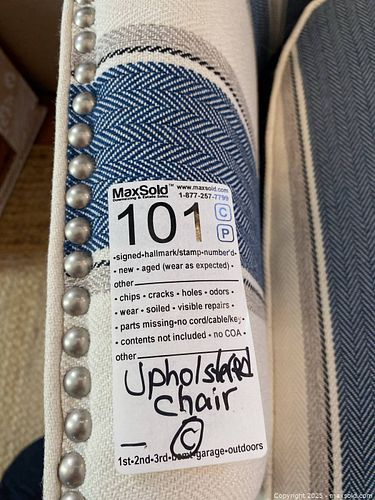 MaxSold™ www.maxsold.com
Downsizing & Estate Sales 1-877-257-7799
101 C
P
•signed•hallmark/stamp•number'd•
• new • aged (wear as expected) •
other
• chips • cracks • holes • odors •
• wear • soiled • visible repairs •
• parts missing•no cord/cable/key•
• contents not included • no COA •
other
Upholstered
chair
— C
1st•2nd•3rd•bsmt•garage•outdoors
Copyright 2025 - maxsold.com